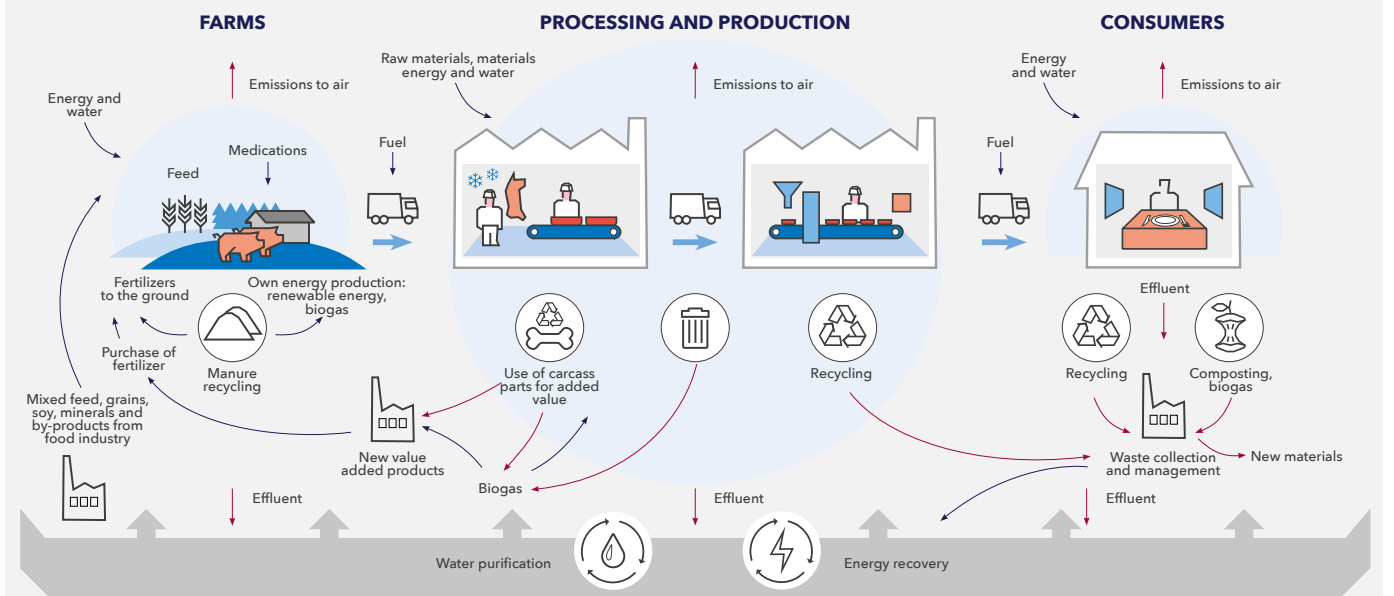 FARMS
PROCESSING AND PRODUCTION
CONSUMERS
Emissions to air
Energy and
water
Medications
Feed
Fuel
Raw materials, materials
energy and water
Emissions to air
Fuel
Energy
and water
Emissions to air
Fertilizers
to the ground
Own energy production:
renewable energy,
biogas
Purchase of
fertilizer
Manure
recycling
Mixed feed, grains,
soy, minerals and
by-products from
food industry
Use of carcass
parts for added
value
Recycling
New value
added products
Biogas
Effluent
Recycling
Composting,
biogas
Waste collection
and management
New materials
Effluent
Effluent
Effluent
Water purification
Energy recovery